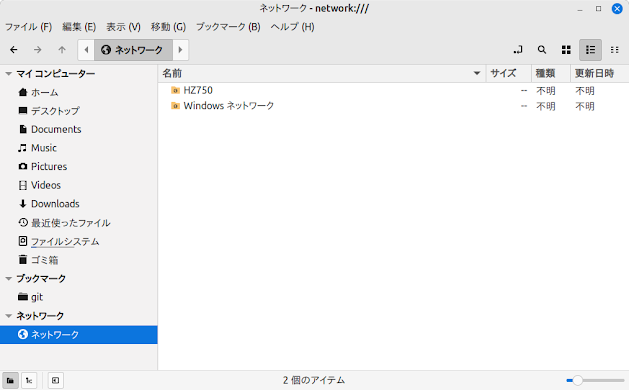 ネットワーク - network:///
ファイル (F) 編集 (E) 表示 (V) 移動 (G) ブックマーク (B) ヘルプ (H)
ネットワーク
マイ コンピューター
ホーム
デスクトップ
Documents
Music
Pictures
Videos
Downloads
最近使ったファイル
ファイルシステム
ゴミ箱
ブックマーク
git
ネットワーク
ネットワーク
名前 サイズ 種類 更新日時
HZ750 -- 不明 不明
Windows ネットワーク -- 不明 不明
2 個のアイテム